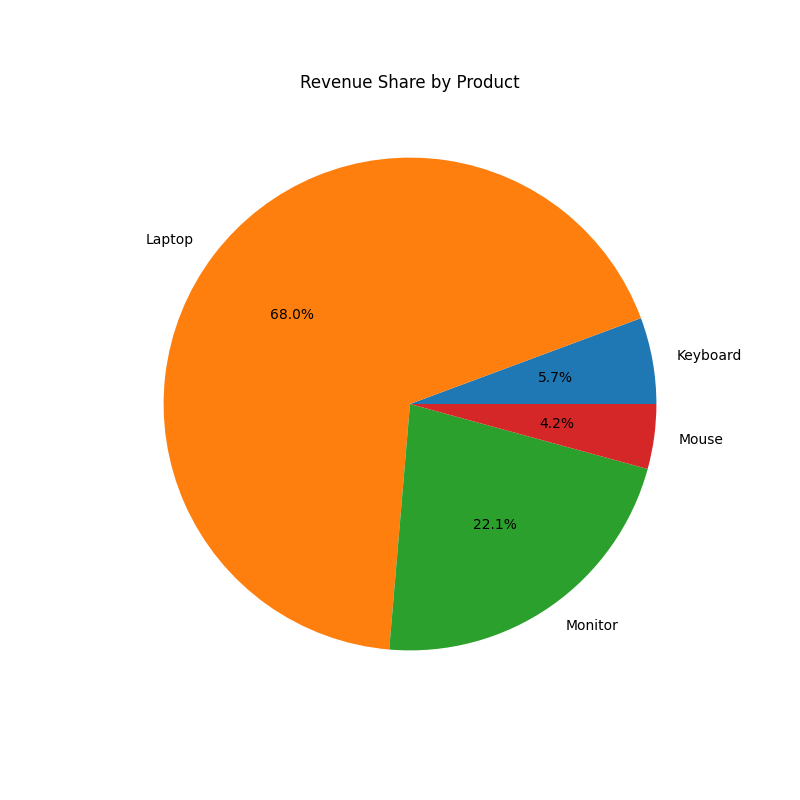 Revenue Share by Product
Laptop
68.0%
Keyboard
5.7%
4.2%
Mouse
22.1%
Monitor